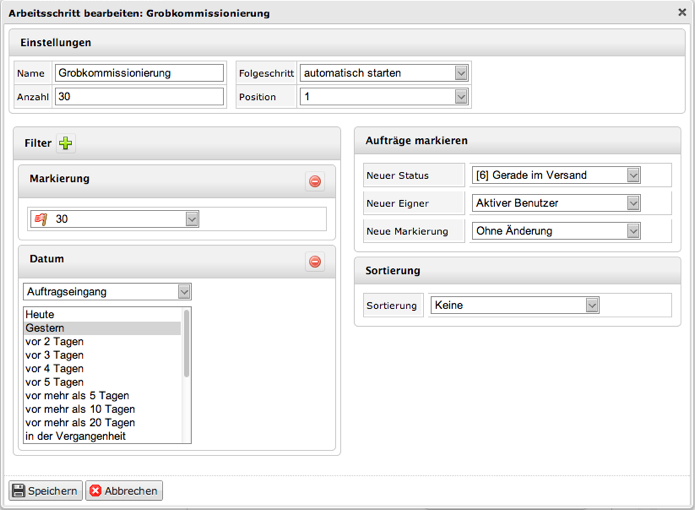 Arbeitsschritt bearbeiten: Grobkommissionierung
Einstellungen
Name Grobkommissionierung Folgeschritt automatisch starten
Anzahl 30 Position 1
Filter
Markierung
30
Datum
Auftragseingang
Heute
Gestern
vor 2 Tagen
vor 3 Tagen
vor 4 Tagen
vor 5 Tagen
vor mehr als 5 Tagen
vor mehr als 10 Tagen
vor mehr als 20 Tagen
in der Vergangenheit
Aufträge markieren
Neuer Status [6] Gerade im Versand
Neuer Eigner Aktiver Benutzer
Neue Markierung Ohne Änderung
Sortierung
Sortierung Keine
Speichern Abbrechen